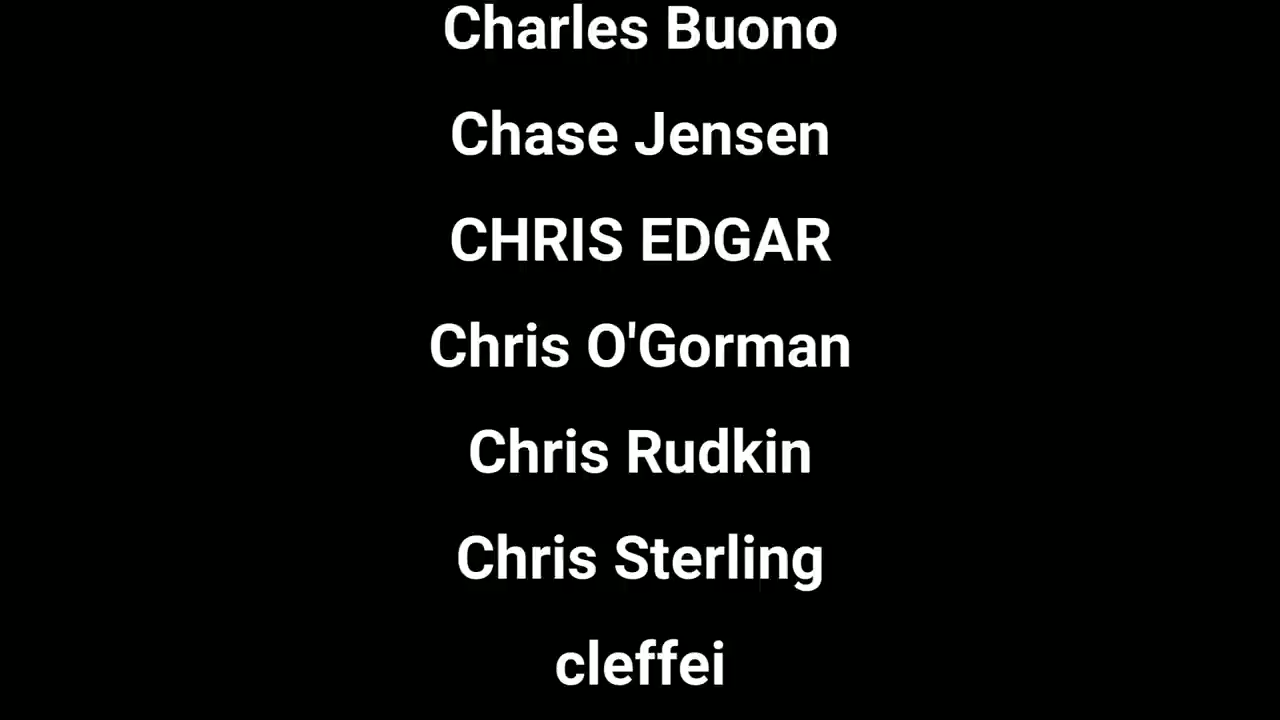 Charles Buono
Chase Jensen
CHRIS EDGAR
Chris O'Gorman
Chris Rudkin
Chris Sterling
cleffei